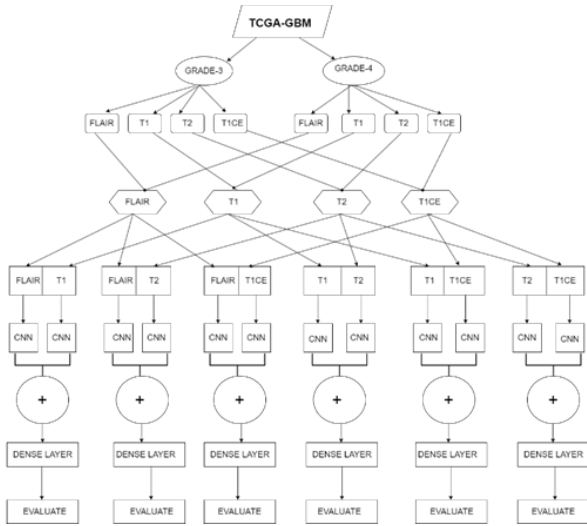 TCGA-GBM
GRADE-3 GRADE-4
FLAIR T1 T2 T1CE FLAIR T1 T2 T1CE
FLAIR T1 T2 T1CE
FLAIR T1 FLAIR T2 FLAIR T1CE T1 T2 T1 T1CE T2 T1CE
CNN CNN CNN CNN CNN CNN CNN CNN CNN CNN CNN CNN
+ + + + + +
DENSE LAYER DENSE LAYER DENSE LAYER DENSE LAYER DENSE LAYER DENSE LAYER
EVALUATE EVALUATE EVALUATE EVALUATE EVALUATE EVALUATE